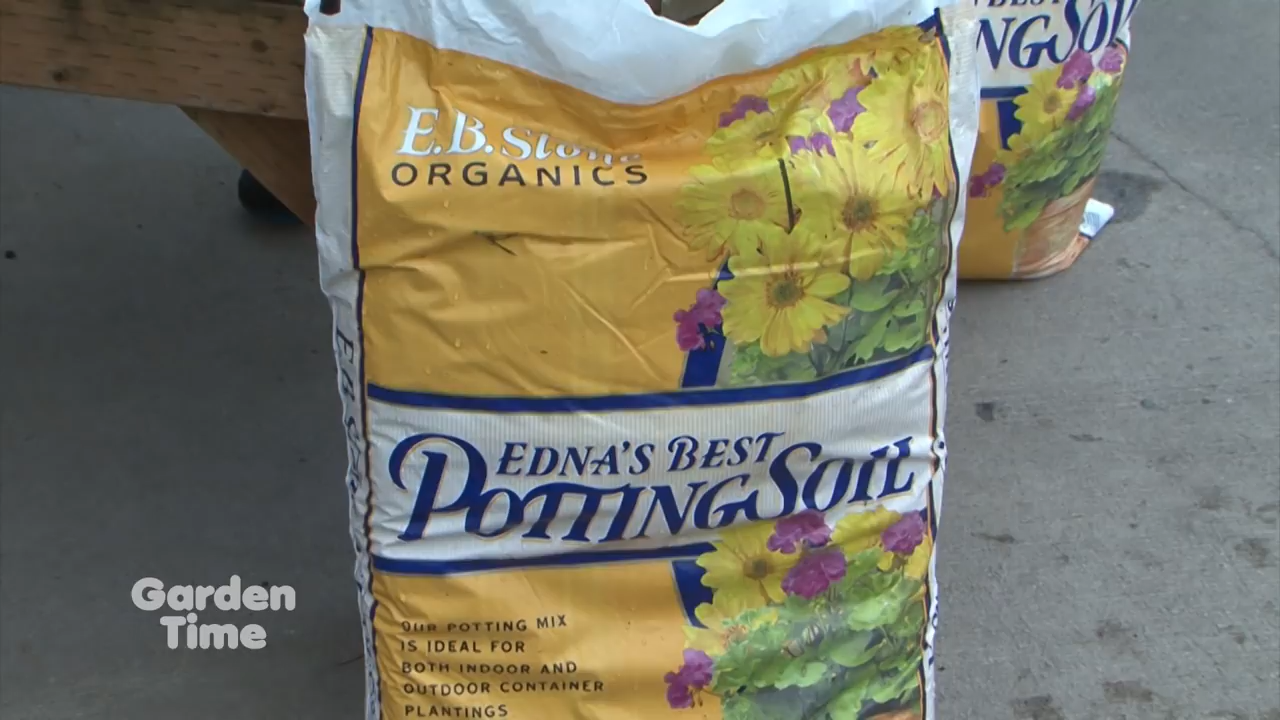 E.B. Stone
ORGANICS
EDNA'S BEST
POTTING SOIL
OUR POTTING MIX
IS IDEAL FOR
BOTH INDOOR AND
OUTDOOR CONTAINER
PLANTINGS
BEST
NG SOIL
Garden
Time